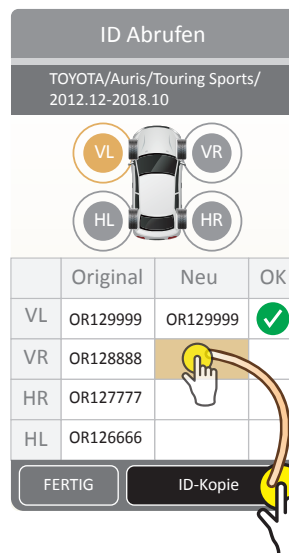 ID Abrufen
TOYOTA/Auris/Touring Sports/
2012.12-2018.10
VL VR
HL HR
Original Neu OK
VL OR129999 OR129999
VR OR128888
HR OR127777
HL OR126666
FERTIG ID-Kopie